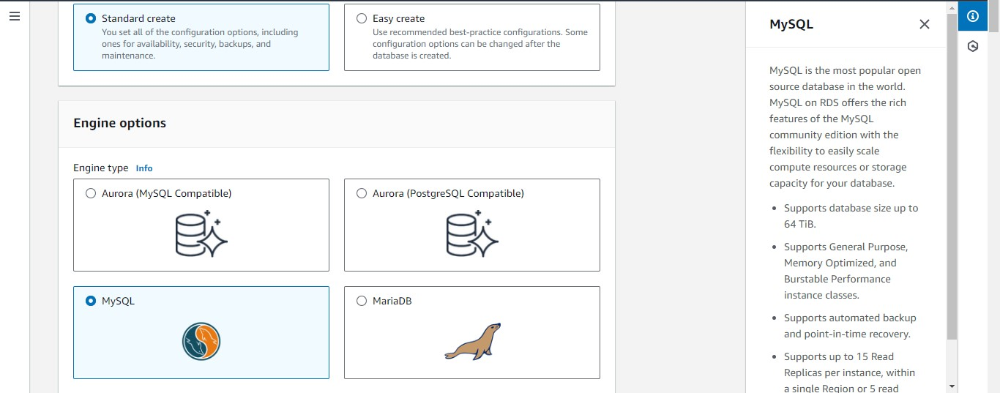 Standard create
You set all of the configuration options, including
ones for availability, security, backups, and
maintenance.
Easy create
Use recommended best-practice configurations. Some
configuration options can be changed after the
database is created.
Engine options
Engine type Info
Aurora (MySQL Compatible)
Aurora (PostgreSQL Compatible)
MySQL
MariaDB
MySQL
MySQL is the most popular open
source database in the world.
MySQL on RDS offers the rich
features of the MySQL
community edition with the
flexibility to easily scale
compute resources or storage
capacity for your database.
• Supports database size up to
64 TiB.
• Supports General Purpose,
Memory Optimized, and
Burstable Performance
instance classes.
• Supports automated backup
and point-in-time recovery.
• Supports up to 15 Read
Replicas per instance, within
a single Region or 5 read